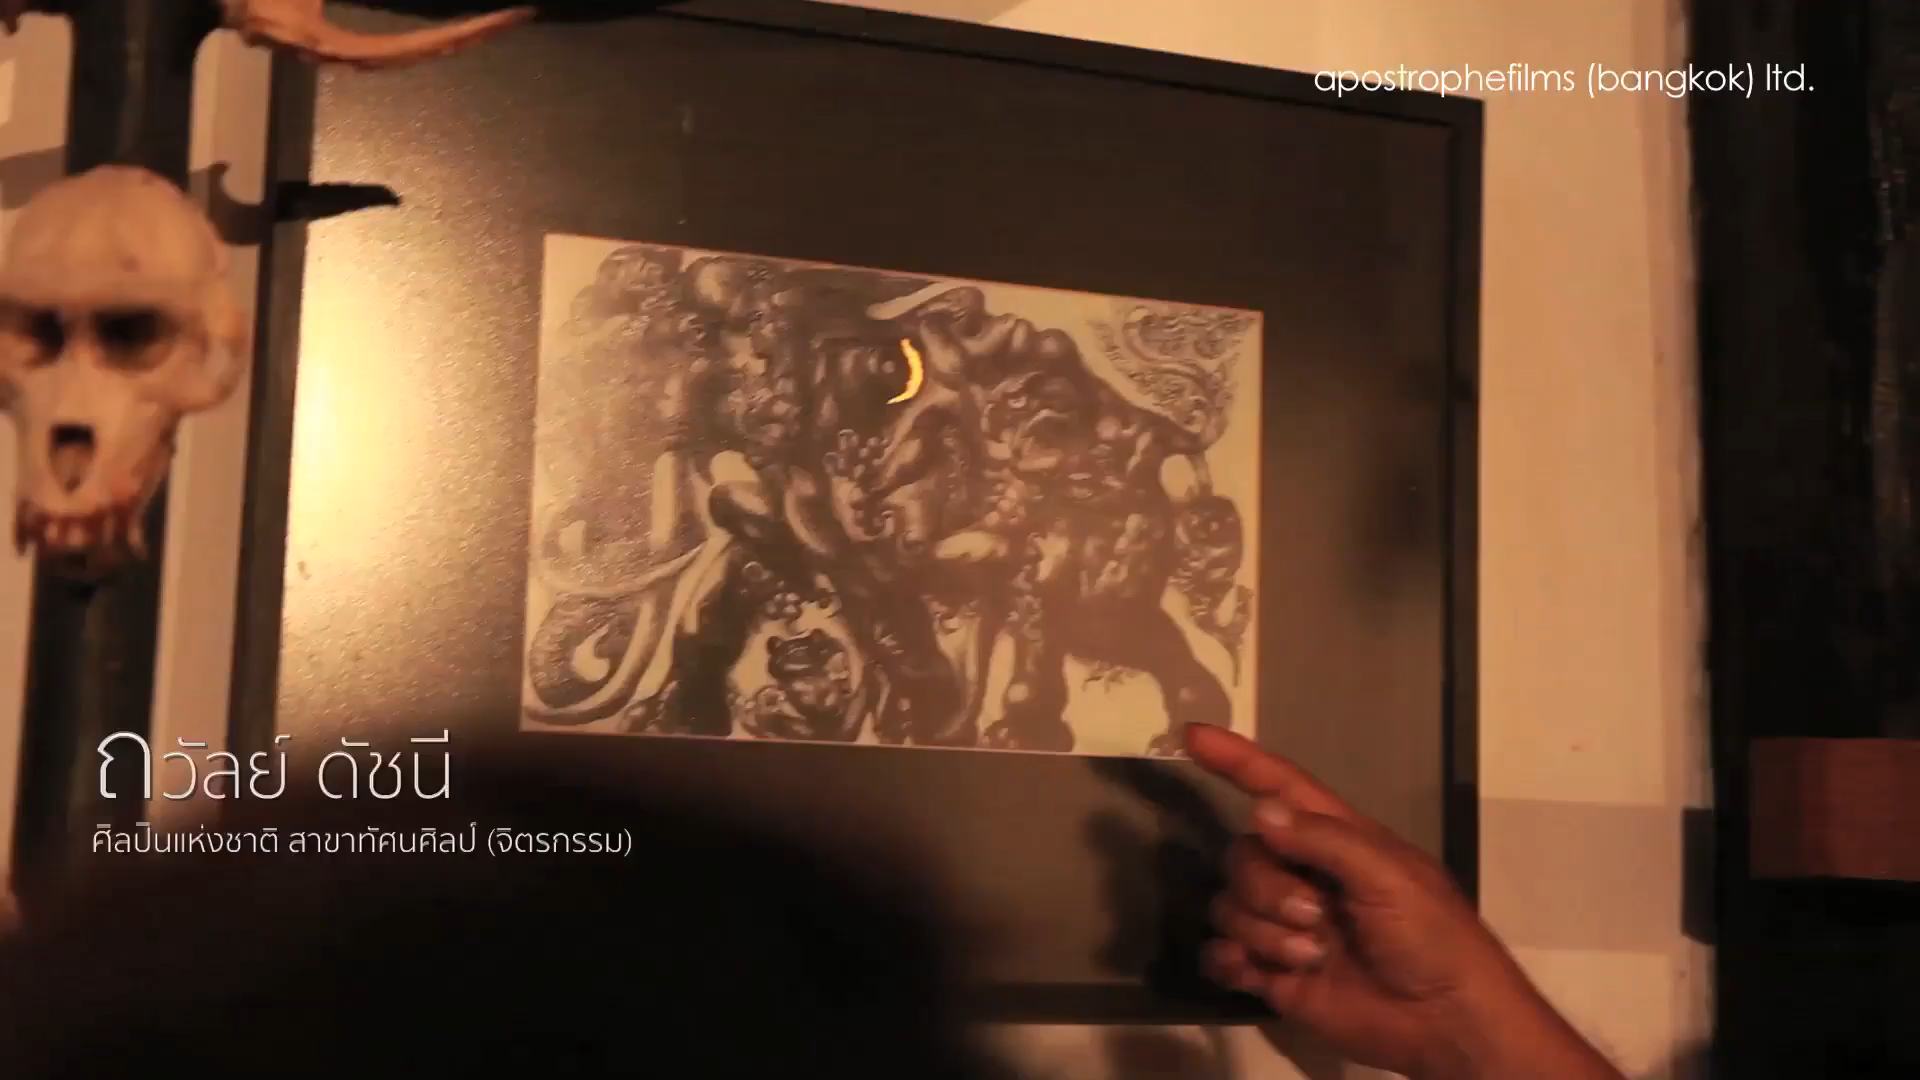 apostrophefilms (bangkok) ltd.
ถวัลย์ ดัชนี
ศิลปินแห่งชาติ สาขาทัศนศิลป์ (จิตรกรรม)